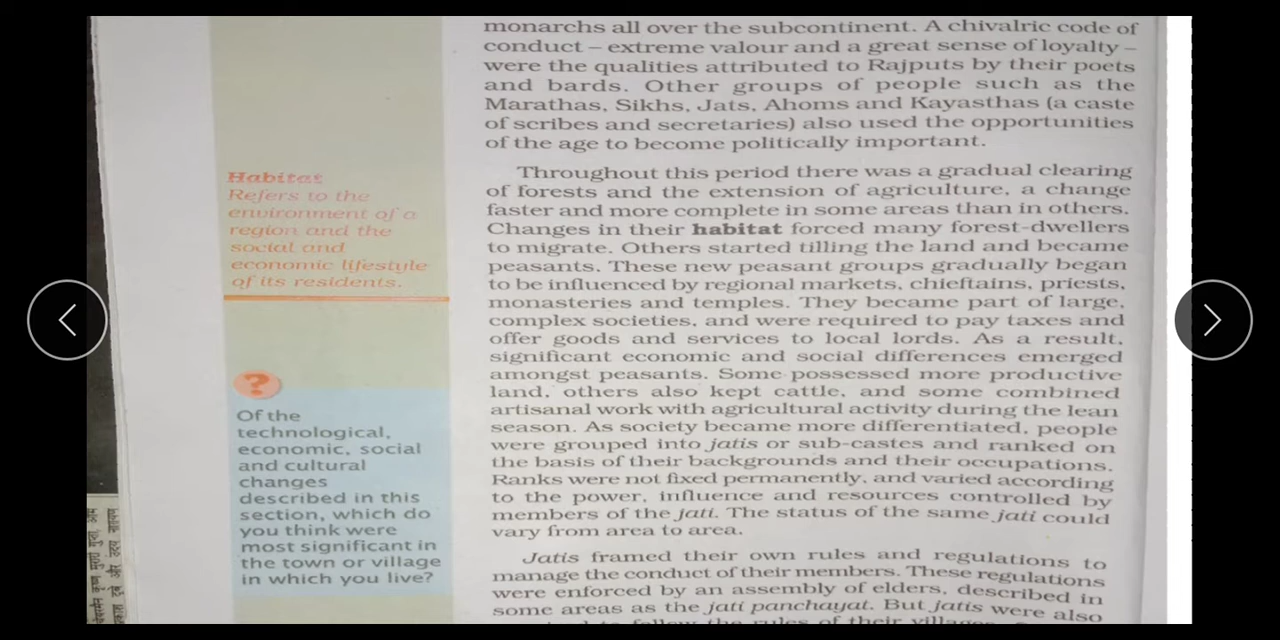 monarchs all over the subcontinent. A chivalric code of
conduct – extreme valour and a great sense of loyalty –
were the qualities attributed to Rajputs by their poets
and bards. Other groups of people such as the
Marathas, Sikhs, Jats, Ahoms and Kayasthas (a caste
of scribes and secretaries) also used the opportunities
of the age to become politically important.
Throughout this period there was a gradual clearing
of forests and the extension of agriculture, a change
faster and more complete in some areas than in others.
Changes in their habitat forced many forest-dwellers
to migrate. Others started tilling the land and became
peasants. These new peasant groups gradually began
to be influenced by regional markets, chieftains, priests,
monasteries and temples. They became part of large,
complex societies, and were required to pay taxes and
offer goods and services to local lords. As a result,
significant economic and social differences emerged
amongst peasants. Some possessed more productive
land, others also kept cattle, and some combined
artisanal work with agricultural activity during the lean
season. As society became more differentiated, people
were grouped into jatis or sub-castes and ranked on
the basis of their backgrounds and their occupations.
Ranks were not fixed permanently, and varied according
to the power, influence and resources controlled by
members of the jati. The status of the same jati could
vary from area to area.
Jatis framed their own rules and regulations to
manage the conduct of their members. These regulations
were enforced by an assembly of elders, described in
some areas as the jati panchayat. But jatis were also
follow the rules of their
Habitat
Refers to the
environment of a
region and the
social and
economic lifestyle
of its residents.
?
Of the
technological,
economic, social
and cultural
changes
described in this
section, which do
you think were
most significant in
the town or village
in which you live?